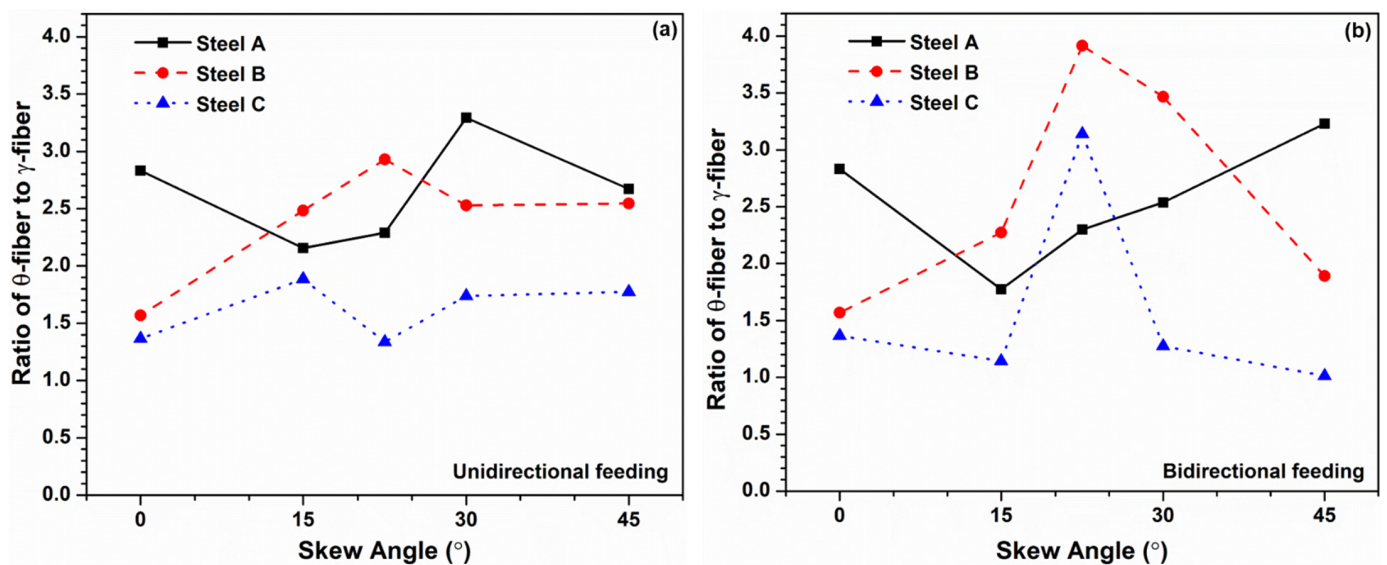 (a)
Steel A
Steel B
Steel C
4.0
3.5
3.0
2.5
2.0
1.5
1.0
0.5
0.0
Ratio of θ-fiber to γ-fiber
Unidirectional feeding
0 15 30 45
Skew Angle (°)
(b)
Steel A
Steel B
Steel C
4.0
3.5
3.0
2.5
2.0
1.5
1.0
0.5
0.0
Ratio of θ-fiber to γ-fiber
Bidirectional feeding
0 15 30 45
Skew Angle (°)